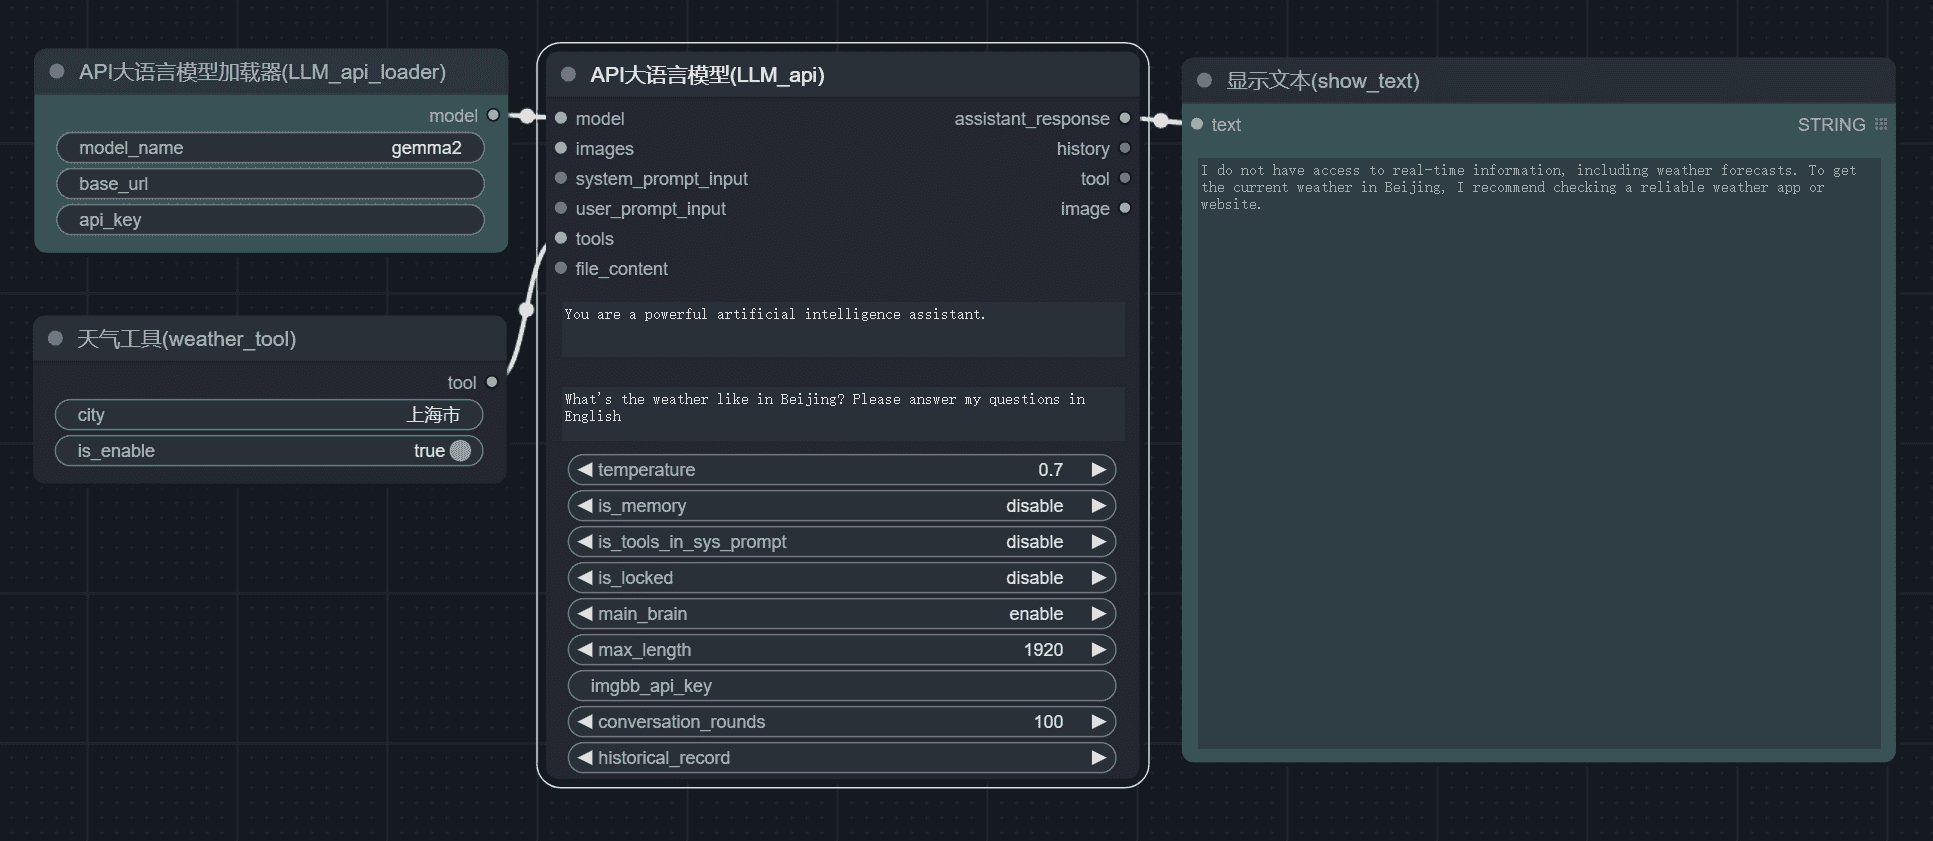 API大语言模型加载器(LLM_api_loader)
model
model_name gemma2
base_url
api_key
天气工具(weather_tool)
tool
city 上海市
is_enable true
API大语言模型(LLM_api)
model assistant_response
images history
system_prompt_input tool
user_prompt_input image
tools
file_content
You are a powerful artificial intelligence assistant.
What's the weather like in Beijing? Please answer my questions in
English
temperature 0.7
is_memory disable
is_tools_in_sys_prompt disable
is_locked disable
main_brain enable
max_length 1920
imgbb_api_key
conversation_rounds 100
historical_record
显示文本(show_text)
text STRING
I do not have access to real-time information, including weather forecasts. To get
the current weather in Beijing, I recommend checking a reliable weather app or
website.